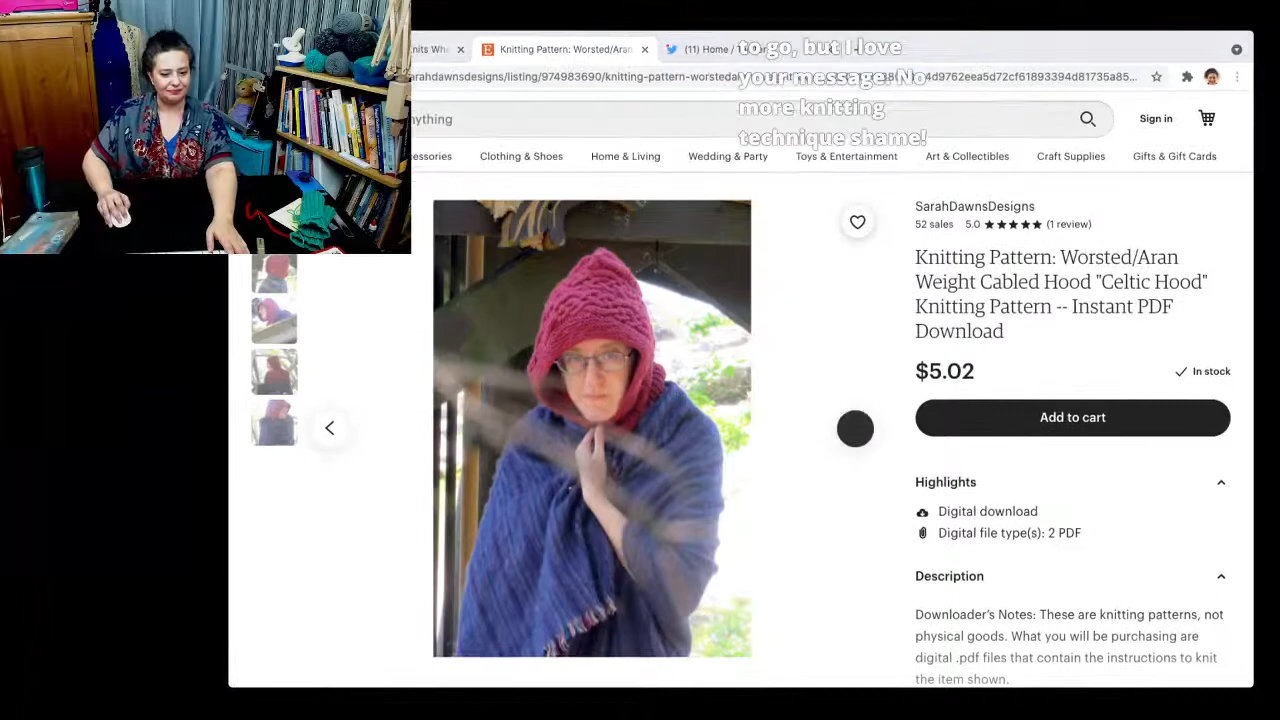 Knitting Pattern: Worsted/Aran
(11) Home / T
to go, but I love
your message. No
more knitting
technique shame!
arahdawnsdesigns/listing/974983690/knitting-pattern-worsteda
4d9762eea5d72cf61893394d81735a85...
nything
Sign in
essories
Clothing & Shoes
Home & Living
Wedding & Party
Toys & Entertainment
Art & Collectibles
Craft Supplies
Gifts & Gift Cards
SarahDawnsDesigns
52 sales 5.0 ★★★★★ (1 review)
Knitting Pattern: Worsted/Aran
Weight Cabled Hood "Celtic Hood"
Knitting Pattern -- Instant PDF
Download
$5.02
In stock
Add to cart
Highlights
Digital download
Digital file type(s): 2 PDF
Description
Downloader's Notes: These are knitting patterns, not
physical goods. What you will be purchasing are
digital .pdf files that contain the instructions to knit
the item shown.